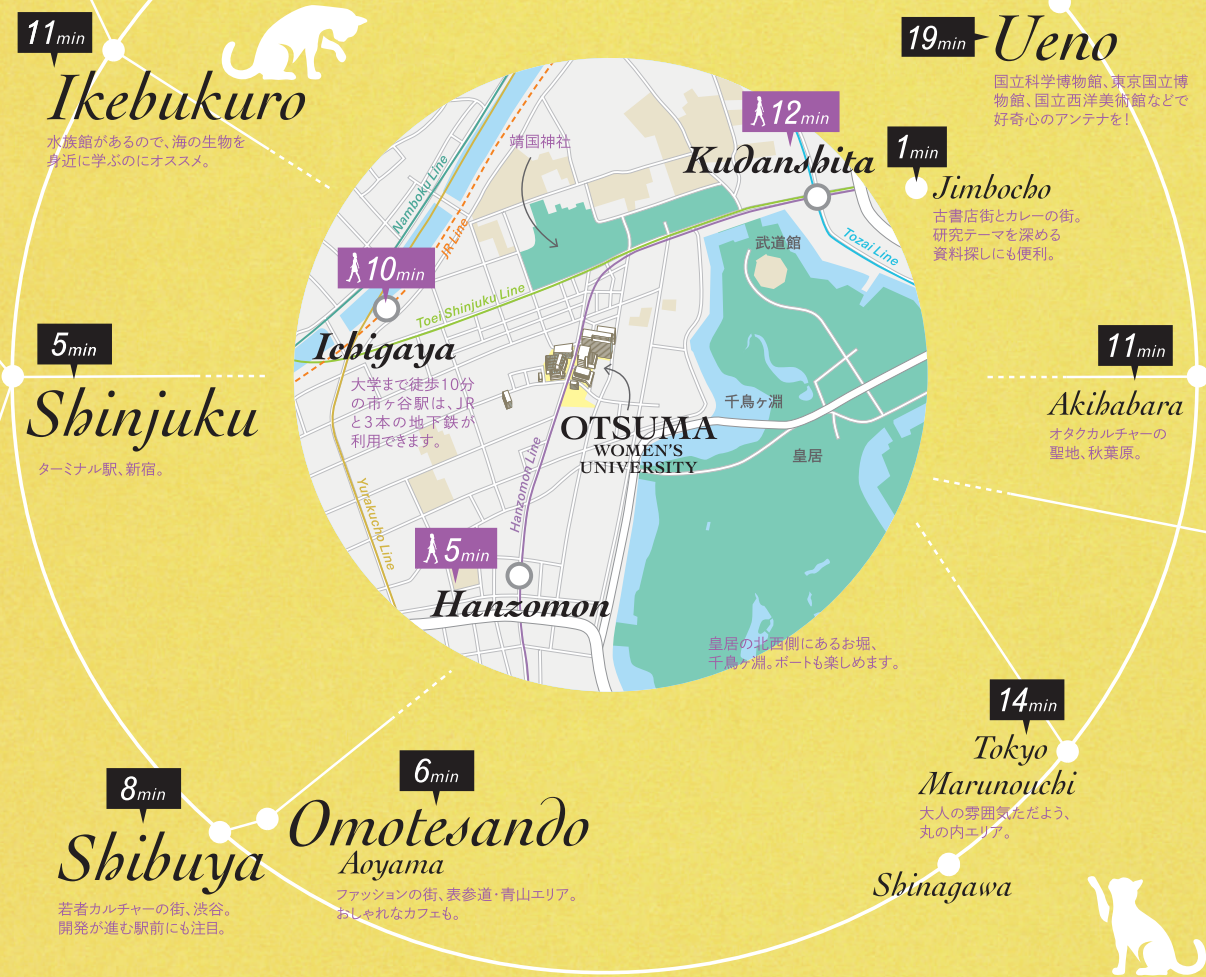 11min
Ikebukuro
水族館があるので、海の生物を
身近に学ぶのにオススメ。
19min
Ueno
国立科学博物館、東京国立博
物館、国立西洋美術館などで
好奇心のアンテナを!
12min
Kudanshita
1min
Jimbocho
古書店街とカレーの街。
研究テーマを深める
資料探しにも便利。
靖国神社
Namboku Line
JR Line
武道館
Tozai Line
10min
Toei Shinjuku Line
Ichigaya
大学まで徒歩10分
の市ヶ谷駅は、JR
と3本の地下鉄が
利用できます。
5min
Shinjuku
ターミナル駅、新宿。
11min
Akihabara
オタクカルチャーの
聖地、秋葉原。
千鳥ヶ淵
OTSUMA
WOMEN'S
UNIVERSITY
皇居
Hanzomon Line
Yurakucho Line
5min
Hanzomon
皇居の北西側にあるお堀、
千鳥ヶ淵。ボートも楽しめます。
14min
Tokyo
Marunouchi
大人の雰囲気ただよう、
丸の内エリア。
Shinagawa
6min
Omotesando
Aoyama
ファッションの街、表参道・青山エリア。
おしゃれなカフェも。
8min
Shibuya
若者カルチャーの街、渋谷。
開発が進む駅前にも注目。